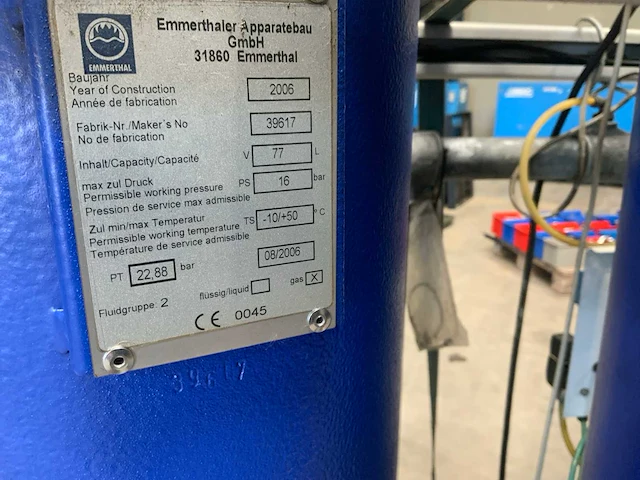 EMMERTHAL
Emmerthaler Apparatebau
GmbH
31860 Emmerthal
Baujahr
Year of Construction 2006
Année de fabrication
Fabrik-Nr./Maker´s No 39617
No de fabrication
Inhalt/Capacity/Capacité V 77 L
max zul Druck
Permissible working pressure PS 16 bar
Pression de service max admissible
Zul min/max Temperatur
Permissible working temperature TS -10/+50 °C
Température de service admissible
08/2006
PT 22,88 bar
flüssig/liquid gas X
Fluidgruppe 2
CE 0045
39617